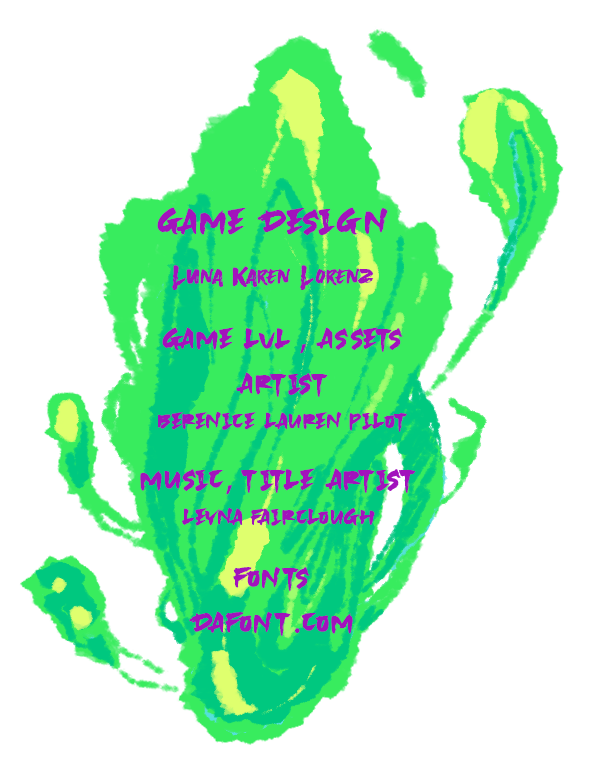 GAME DESIGN
LUNA KAREN LORENZ
GAME LVL , ASSETS
ARTIST
BERENICE LAUREN PILOT
MUSIC, TITLE ARTIST
LEYNA FAIRCLOUGH
FONTS
DAFONT.COM